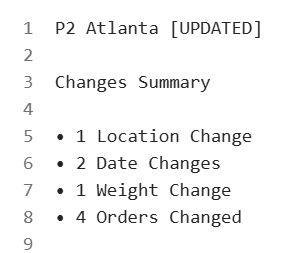 1 P2 Atlanta [UPDATED]
2
3 Changes Summary
4
5 • 1 Location Change
6 • 2 Date Changes
7 • 1 Weight Change
8 • 4 Orders Changed
9